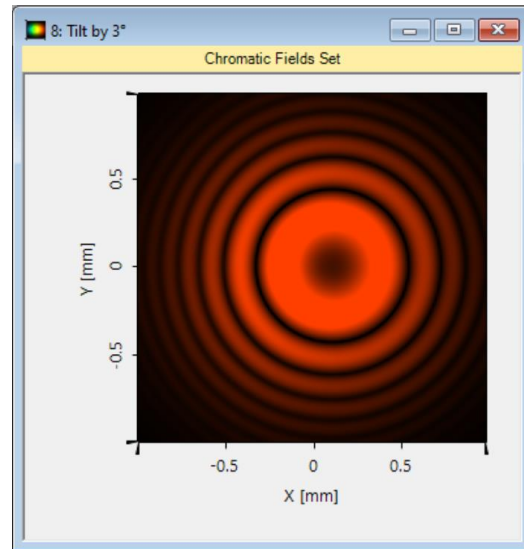 8: Tilt by 3°
Chromatic Fields Set
0.5
0
-0.5
Y [mm]
-0.5 0 0.5
X [mm]